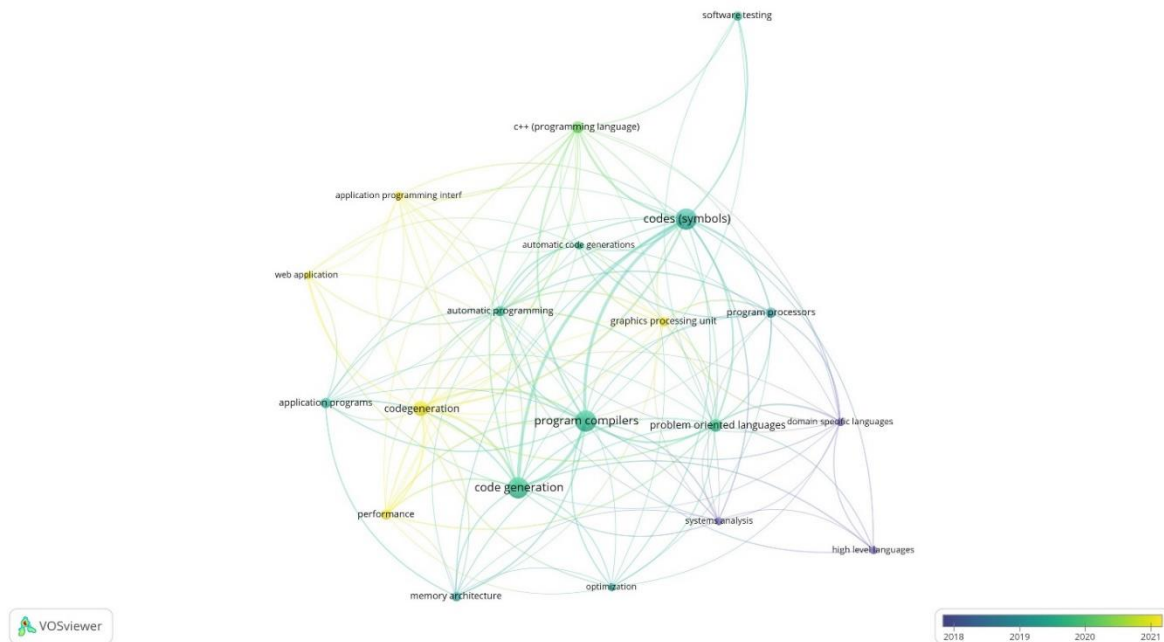 software testing
c++ (programming language)
application programming interf
codes (symbols)
automatic code generations
web application
automatic programming
graphics processing unit
program processors
application programs
codegeneration
program compilers
problem oriented languages
domain specific languages
code generation
performance
systems analysis
high level languages
optimization
memory architecture
VOSviewer
2018 2019 2020